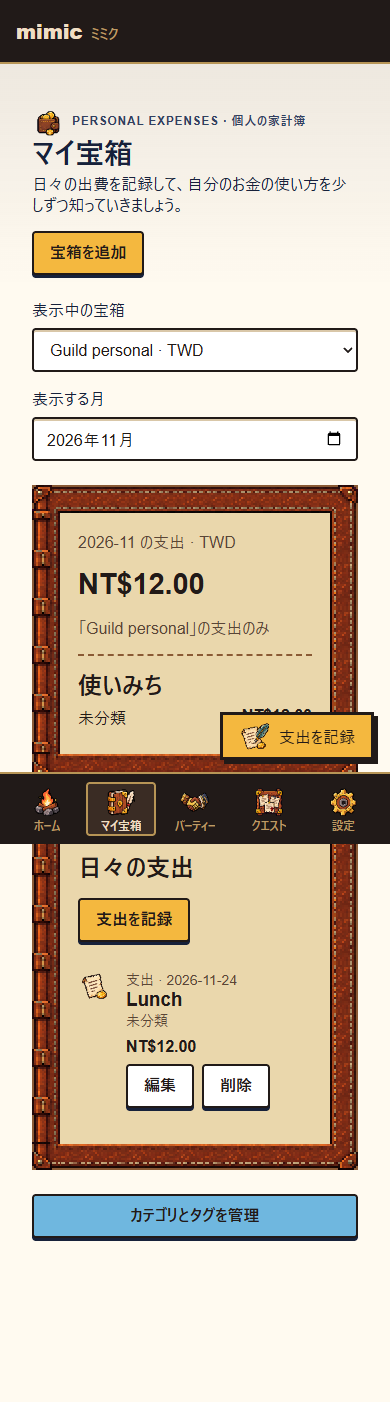 mimic ミミク
PERSONAL EXPENSES · 個人の家計簿
マイ宝箱
日々の出費を記録して、自分のお金の使い方を少
しずつ知っていきましょう。
宝箱を追加
表示中の宝箱
Guild personal · TWD
表示する月
2026年11月
2026-11 の支出 · TWD
NT$12.00
「Guild personal」の支出のみ
使いみち
未分類
支出を記録
ホーム
マイ宝箱
パーティー
クエスト
設定
日々の支出
支出を記録
支出 · 2026-11-24
Lunch
未分類
NT$12.00
編集
削除
カテゴリとタグを管理